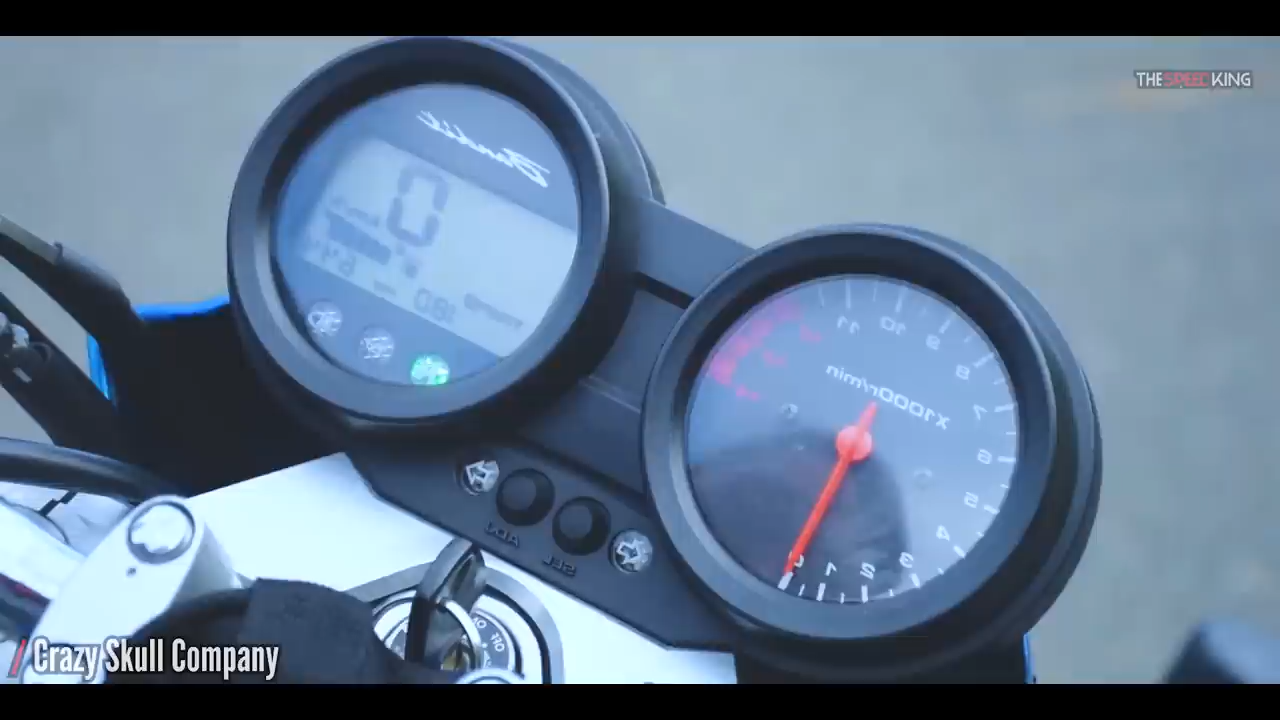 THESPEEDKING
Bandit
0
180
x1000r/min
11 10 9 8 7 6 5 4 3 2 1 0
ADJ
SEL
Crazy Skull Company